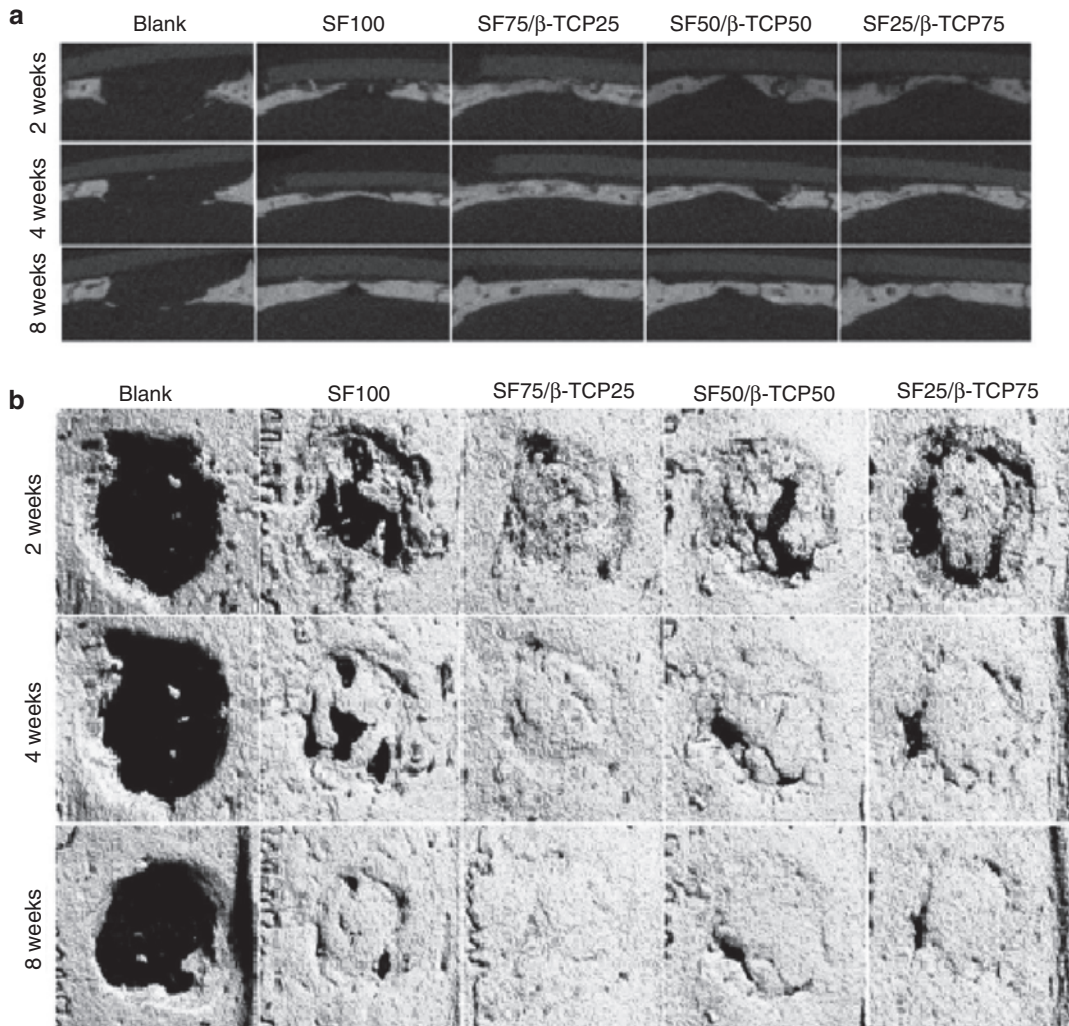 a
Blank SF100 SF75/β-TCP25 SF50/β-TCP50 SF25/β-TCP75
2 weeks
4 weeks
8 weeks
b
Blank SF100 SF75/β-TCP25 SF50/β-TCP50 SF25/β-TCP75
2 weeks
4 weeks
8 weeks